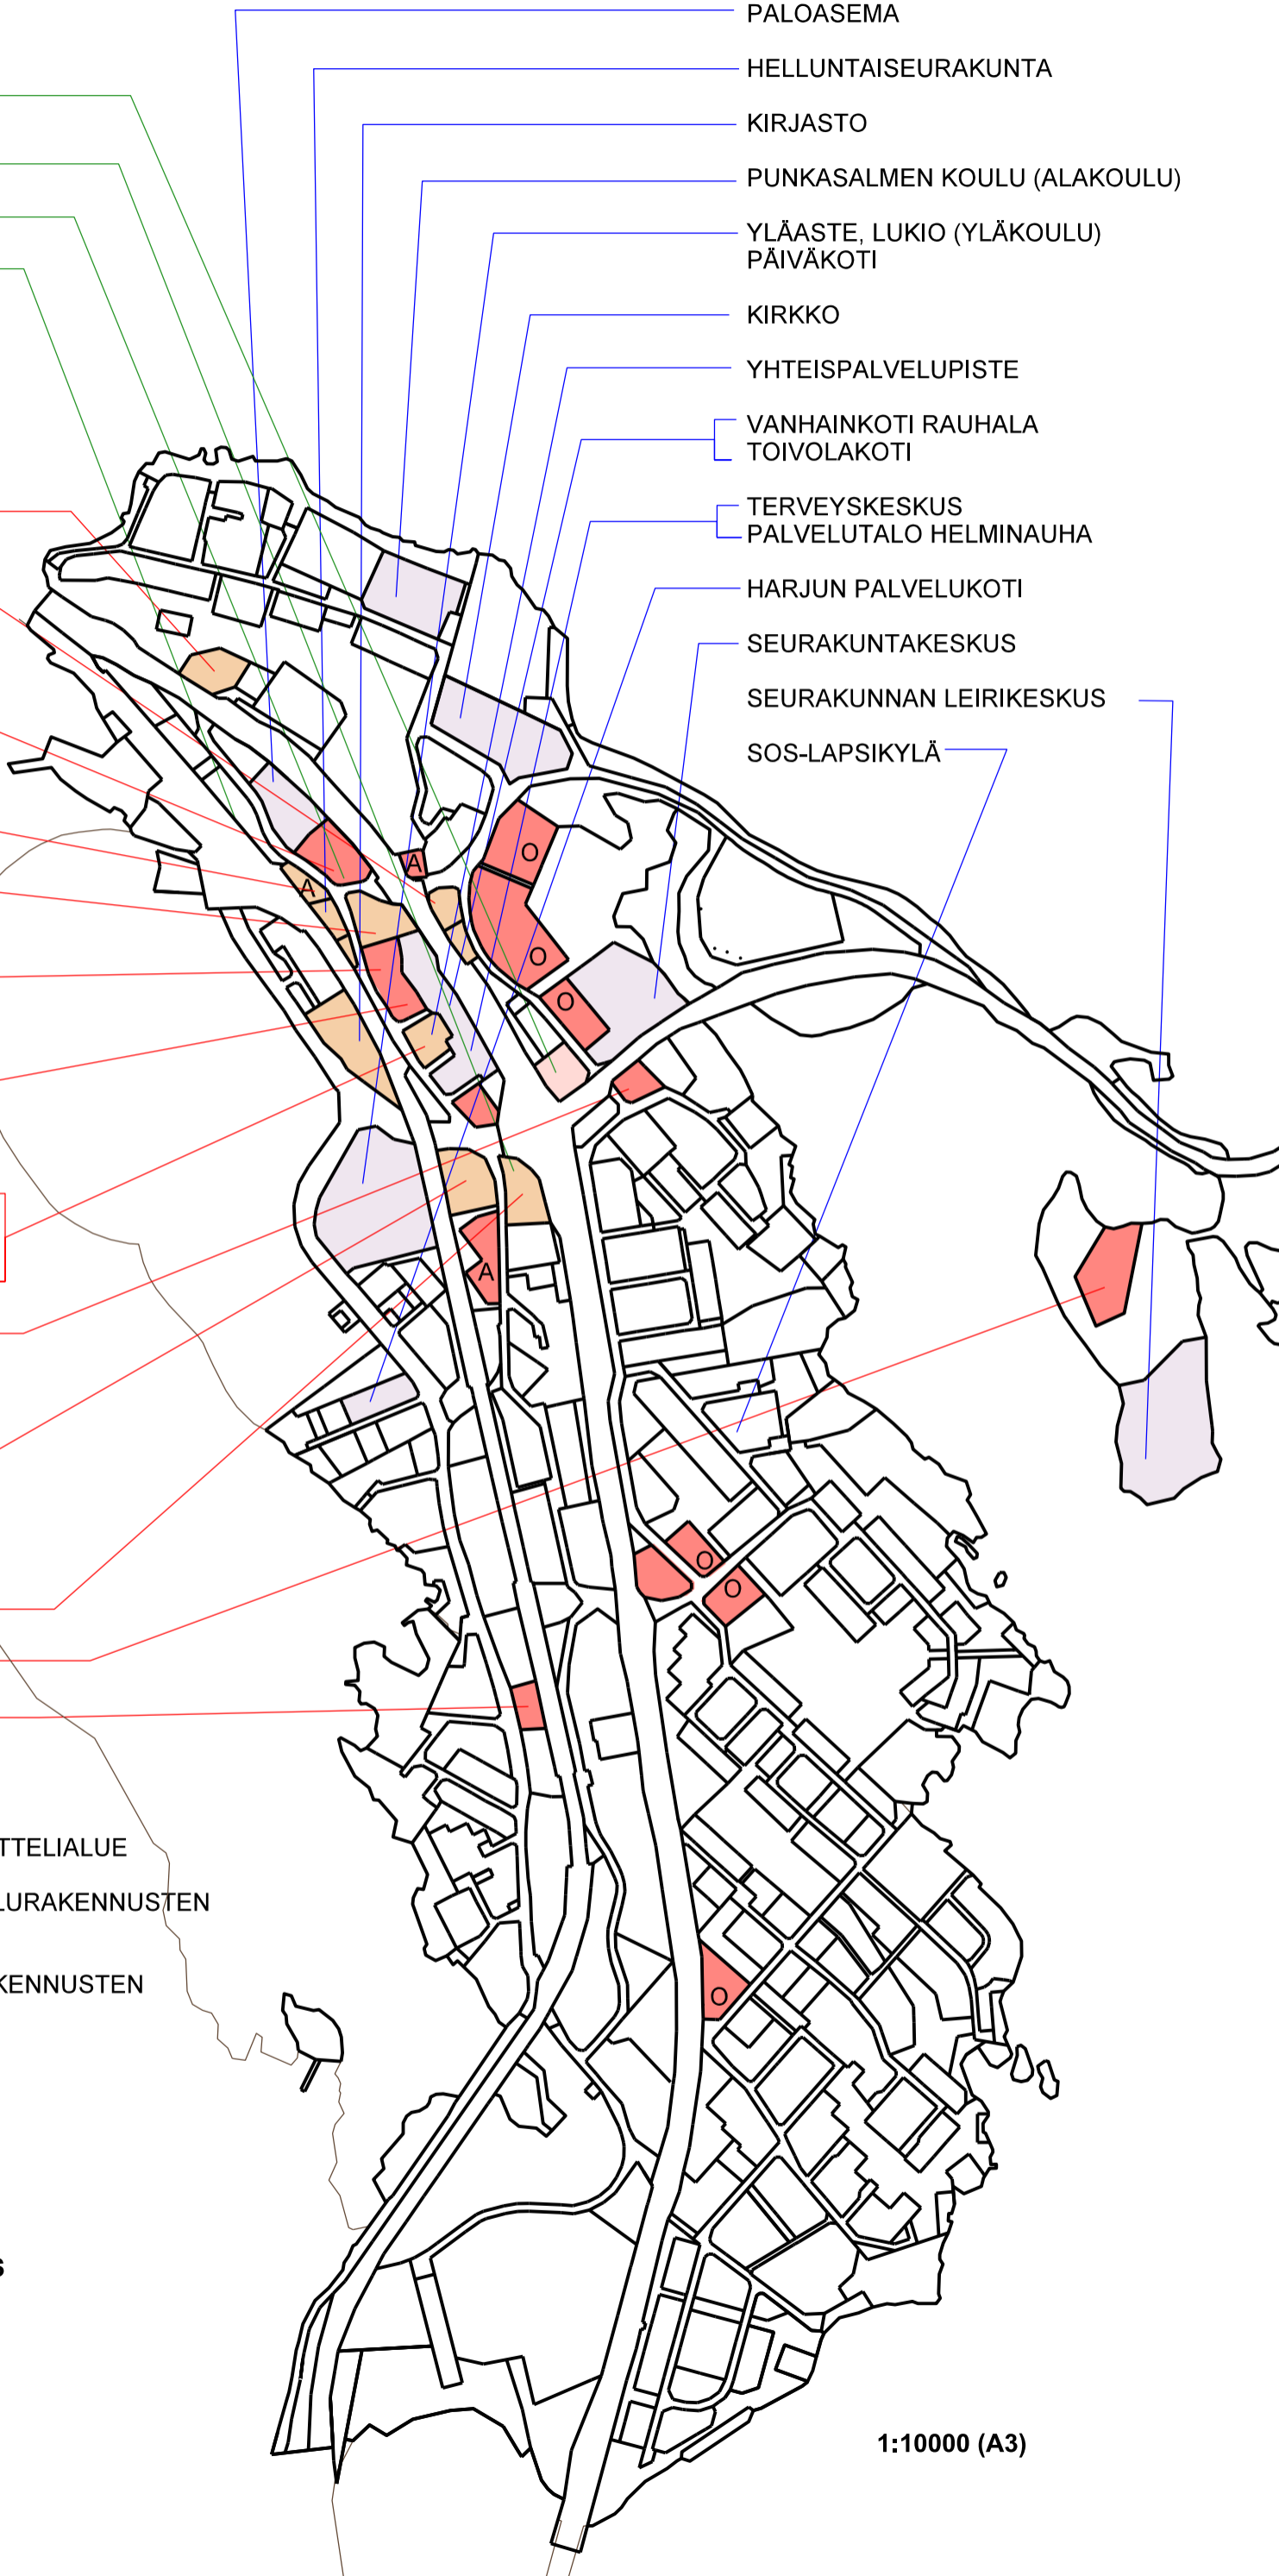 PALOASEMA
HELLUNTAISEURAKUNTA
KIRJASTO
PUNKASALMEN KOULU (ALAKOULU)
YLÄASTE, LUKIO (YLÄKOULU)
PÄIVÄKOTI
KIRKKO
YHTEISPALVELUPISTE
VANHAINKOTI RAUHALA
TOIVOLAKOTI
TERVEYSKESKUS
PALVELUTALO HELMINAUHA
HARJUN PALVELUKOTI
SEURAKUNTAKESKUS
SEURAKUNNAN LEIRIKESKUS
SOS-LAPSIKYLÄ
O
A
A
O
O
A
O
O
TTELIALUE
LURAKENNUSTEN
KENNUSTEN
O
S
1:10000 (A3)